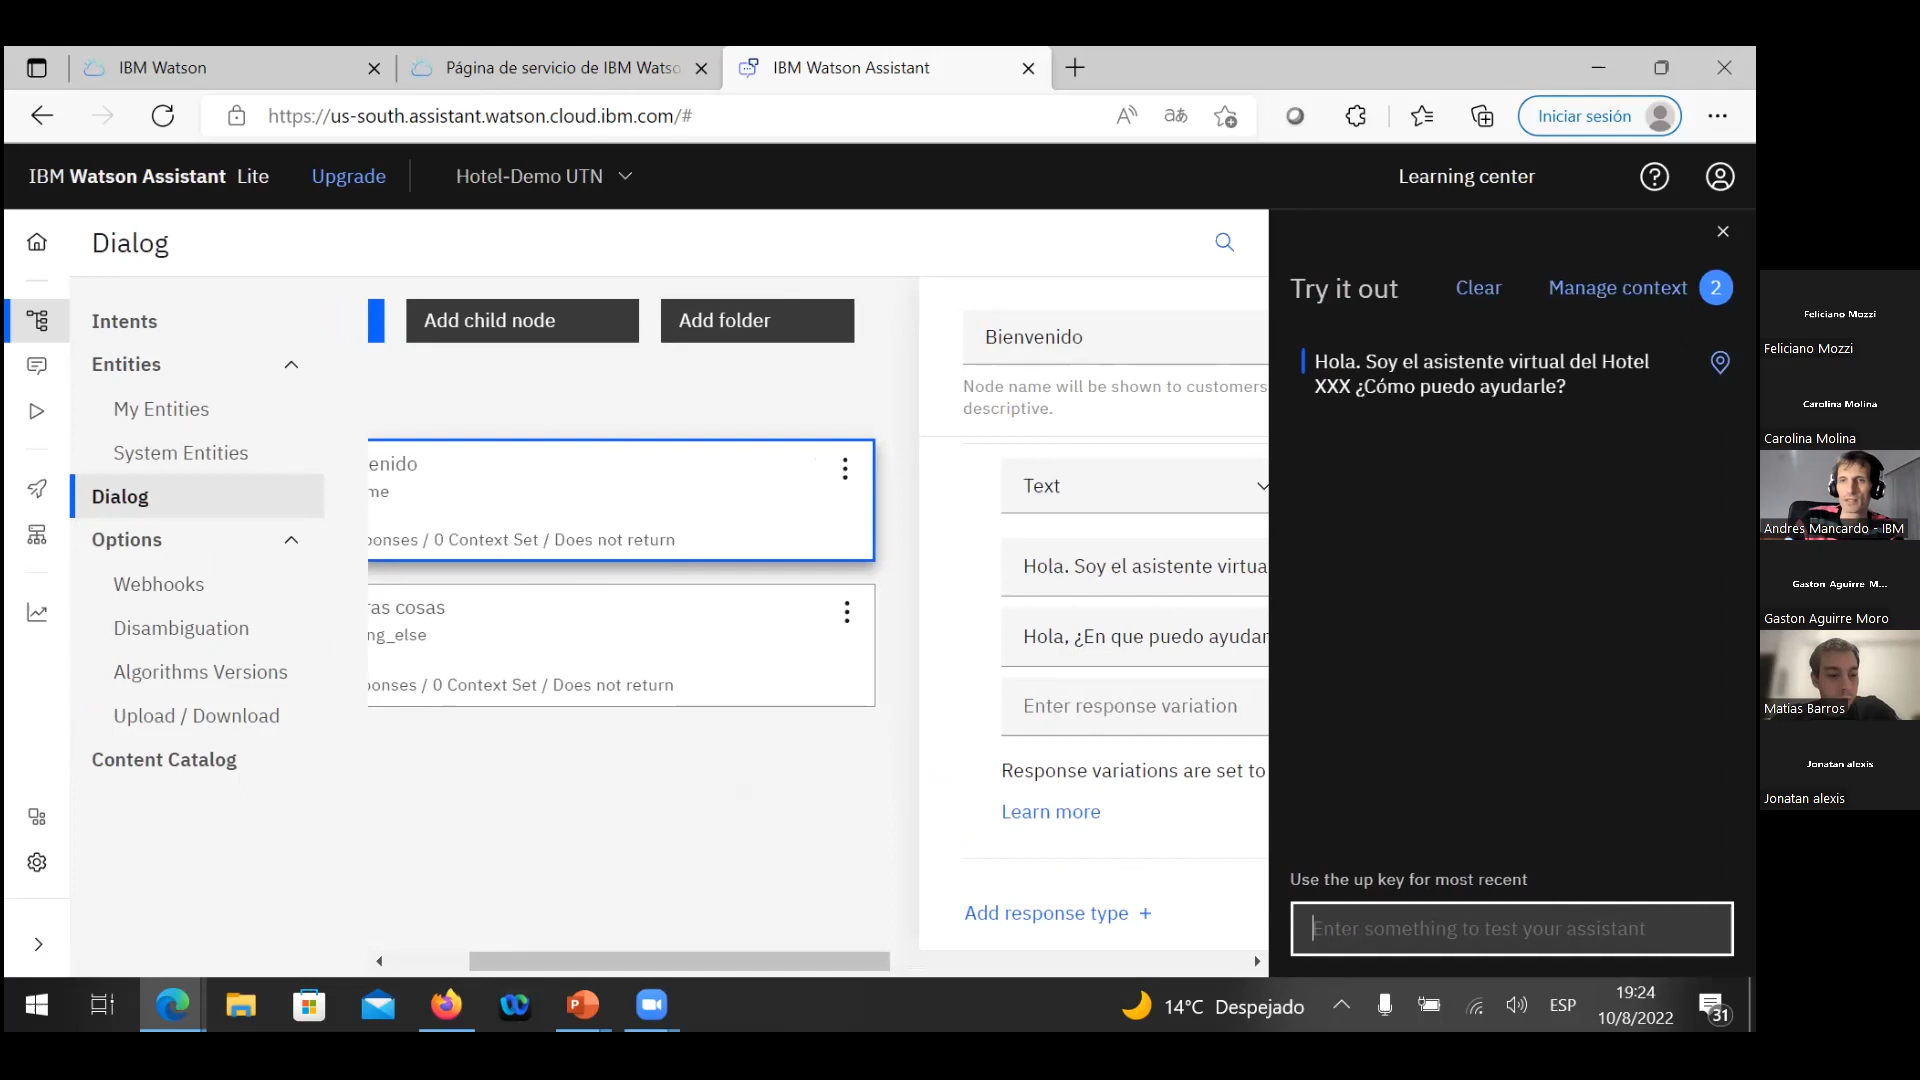 IBM Watson
Página de servicio de IBM Watso
IBM Watson Assistant
https://us-south.assistant.watson.cloud.ibm.com/#
Iniciar sesión
IBM Watson Assistant Lite
Upgrade
Hotel-Demo UTN
Learning center
Dialog
Intents
Entities
My Entities
System Entities
Dialog
Options
Webhooks
Disambiguation
Algorithms Versions
Upload / Download
Content Catalog
Add child node
Add folder
enido
me
onses / 0 Context Set / Does not return
ras cosas
ng_else
onses / 0 Context Set / Does not return
Bienvenido
Node name will be shown to customers
descriptive.
Text
Hola. Soy el asistente virtua
Hola, ¿En que puedo ayudar
Enter response variation
Response variations are set to
Learn more
Add response type +
Try it out
Clear
Manage context 2
Hola. Soy el asistente virtual del Hotel
XXX ¿Cómo puedo ayudarle?
Use the up key for most recent
Enter something to test your assistant
Feliciano Mozzi
Feliciano Mozzi
Carolina Molina
Carolina Molina
Andres Mancardo - IBM
Gaston Aguirre M...
Gaston Aguirre Moro
Matias Barros
Jonatan alexis
Jonatan alexis
14°C Despejado
ESP
19:24
10/8/2022
31